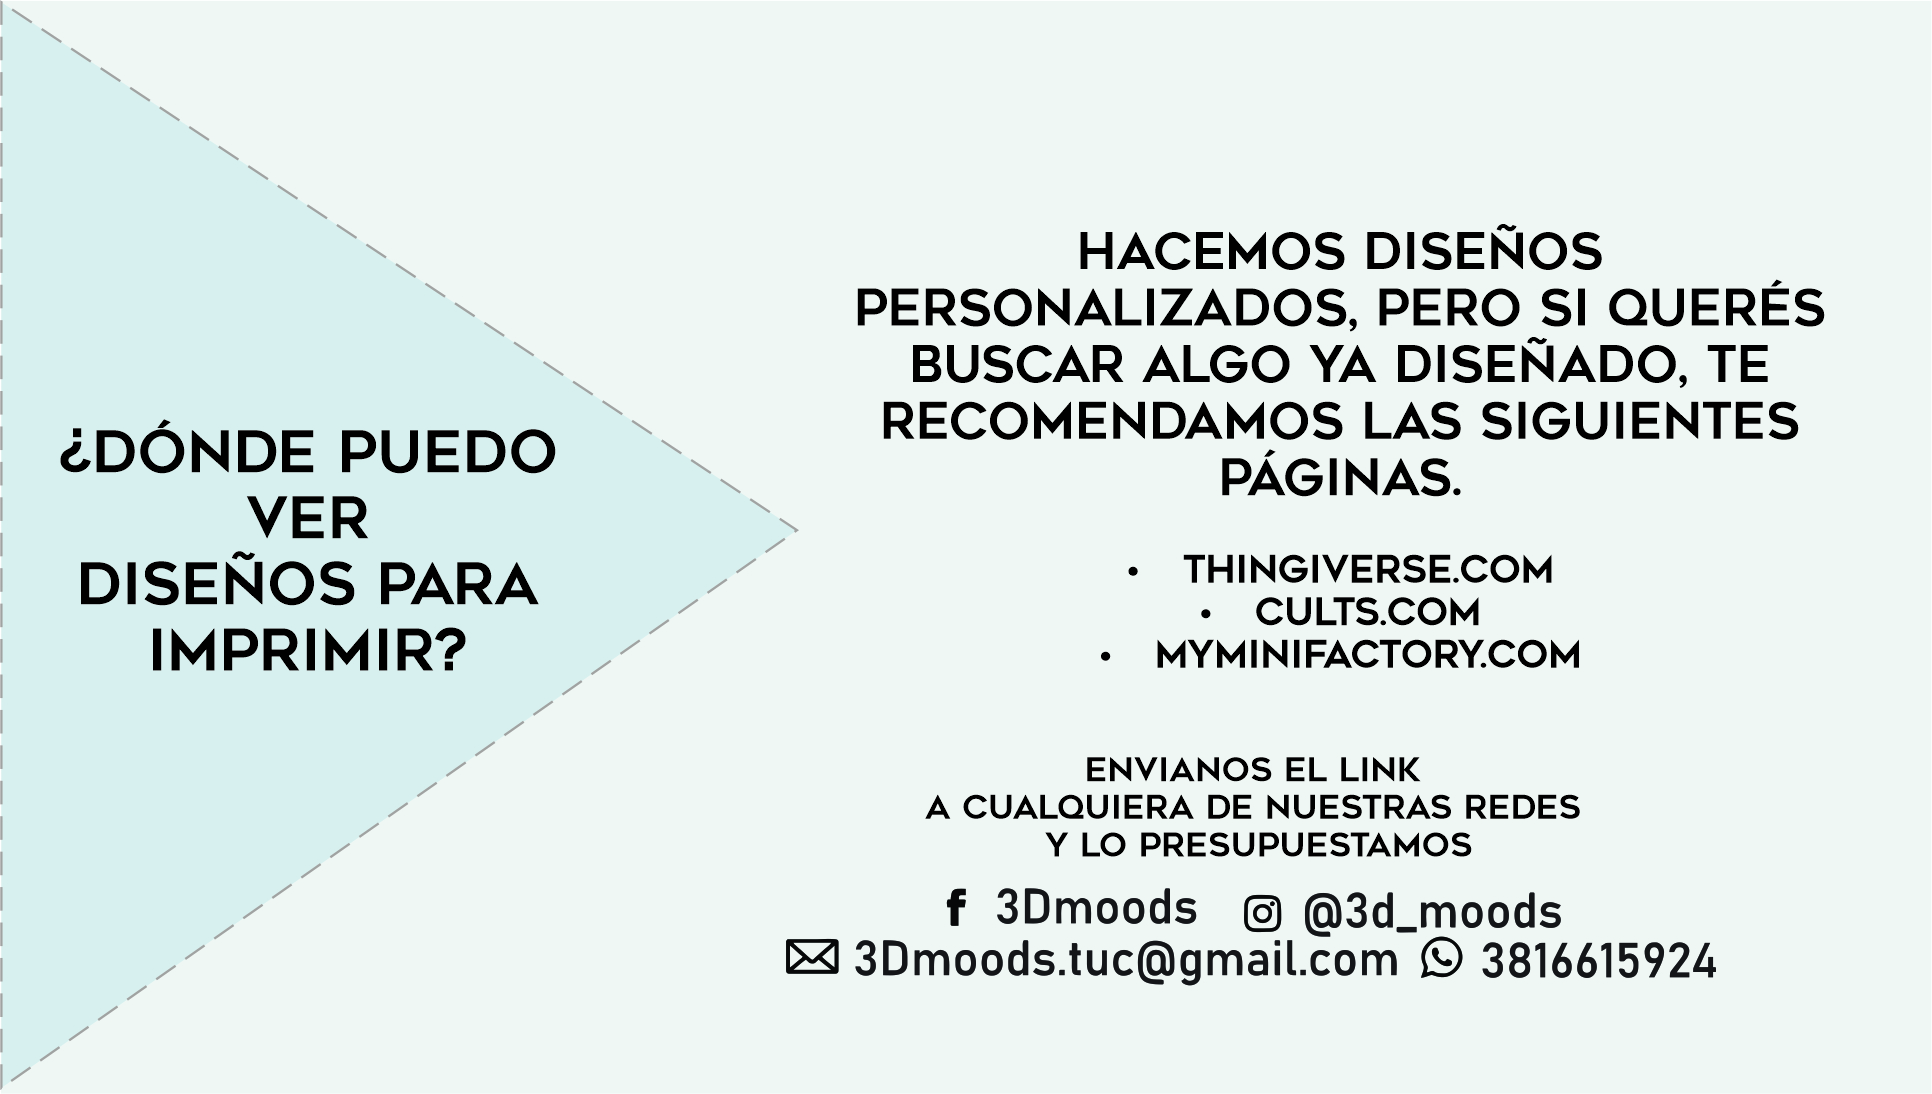 ¿DÓNDE PUEDO
VER
DISEÑOS PARA
IMPRIMIR?
HACEMOS DISEÑOS
PERSONALIZADOS, PERO SI QUERÉS
BUSCAR ALGO YA DISEÑADO, TE
RECOMENDAMOS LAS SIGUIENTES
PÁGINAS.
• THINGIVERSE.COM
• CULTS.COM
• MYMINIFACTORY.COM
ENVIANOS EL LINK
A CUALQUIERA DE NUESTRAS REDES
Y LO PRESUPUESTAMOS
3Dmoods @3d_moods
3Dmoods.tuc@gmail.com 3816615924